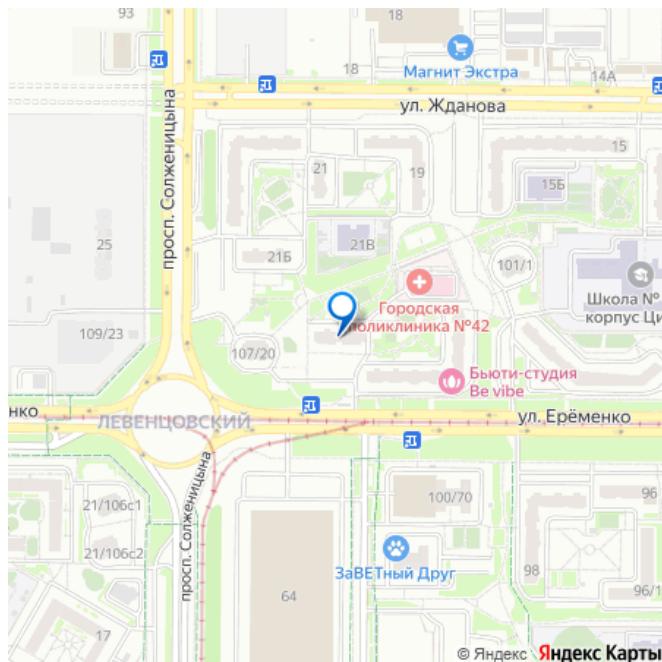 93
18
Магнит Экстра
18
14А
ул. Жданова
просп. Солженицына
15
21
19
15Б
25
21Б
21В
101/1
Городская
поликлиника №42
Школа №
корпус Ци
109/23
107/20
Бьюти-студия
Be vibe
енко
ЛЕВЕНЦОВСКИЙ
ул. Ерёменко
просп. Солженицына
21/106с1
100/70
96
21/106с2
ЗаВЕТный Друг
98
64
96/1
17
© Яндекс Яндекс Карты